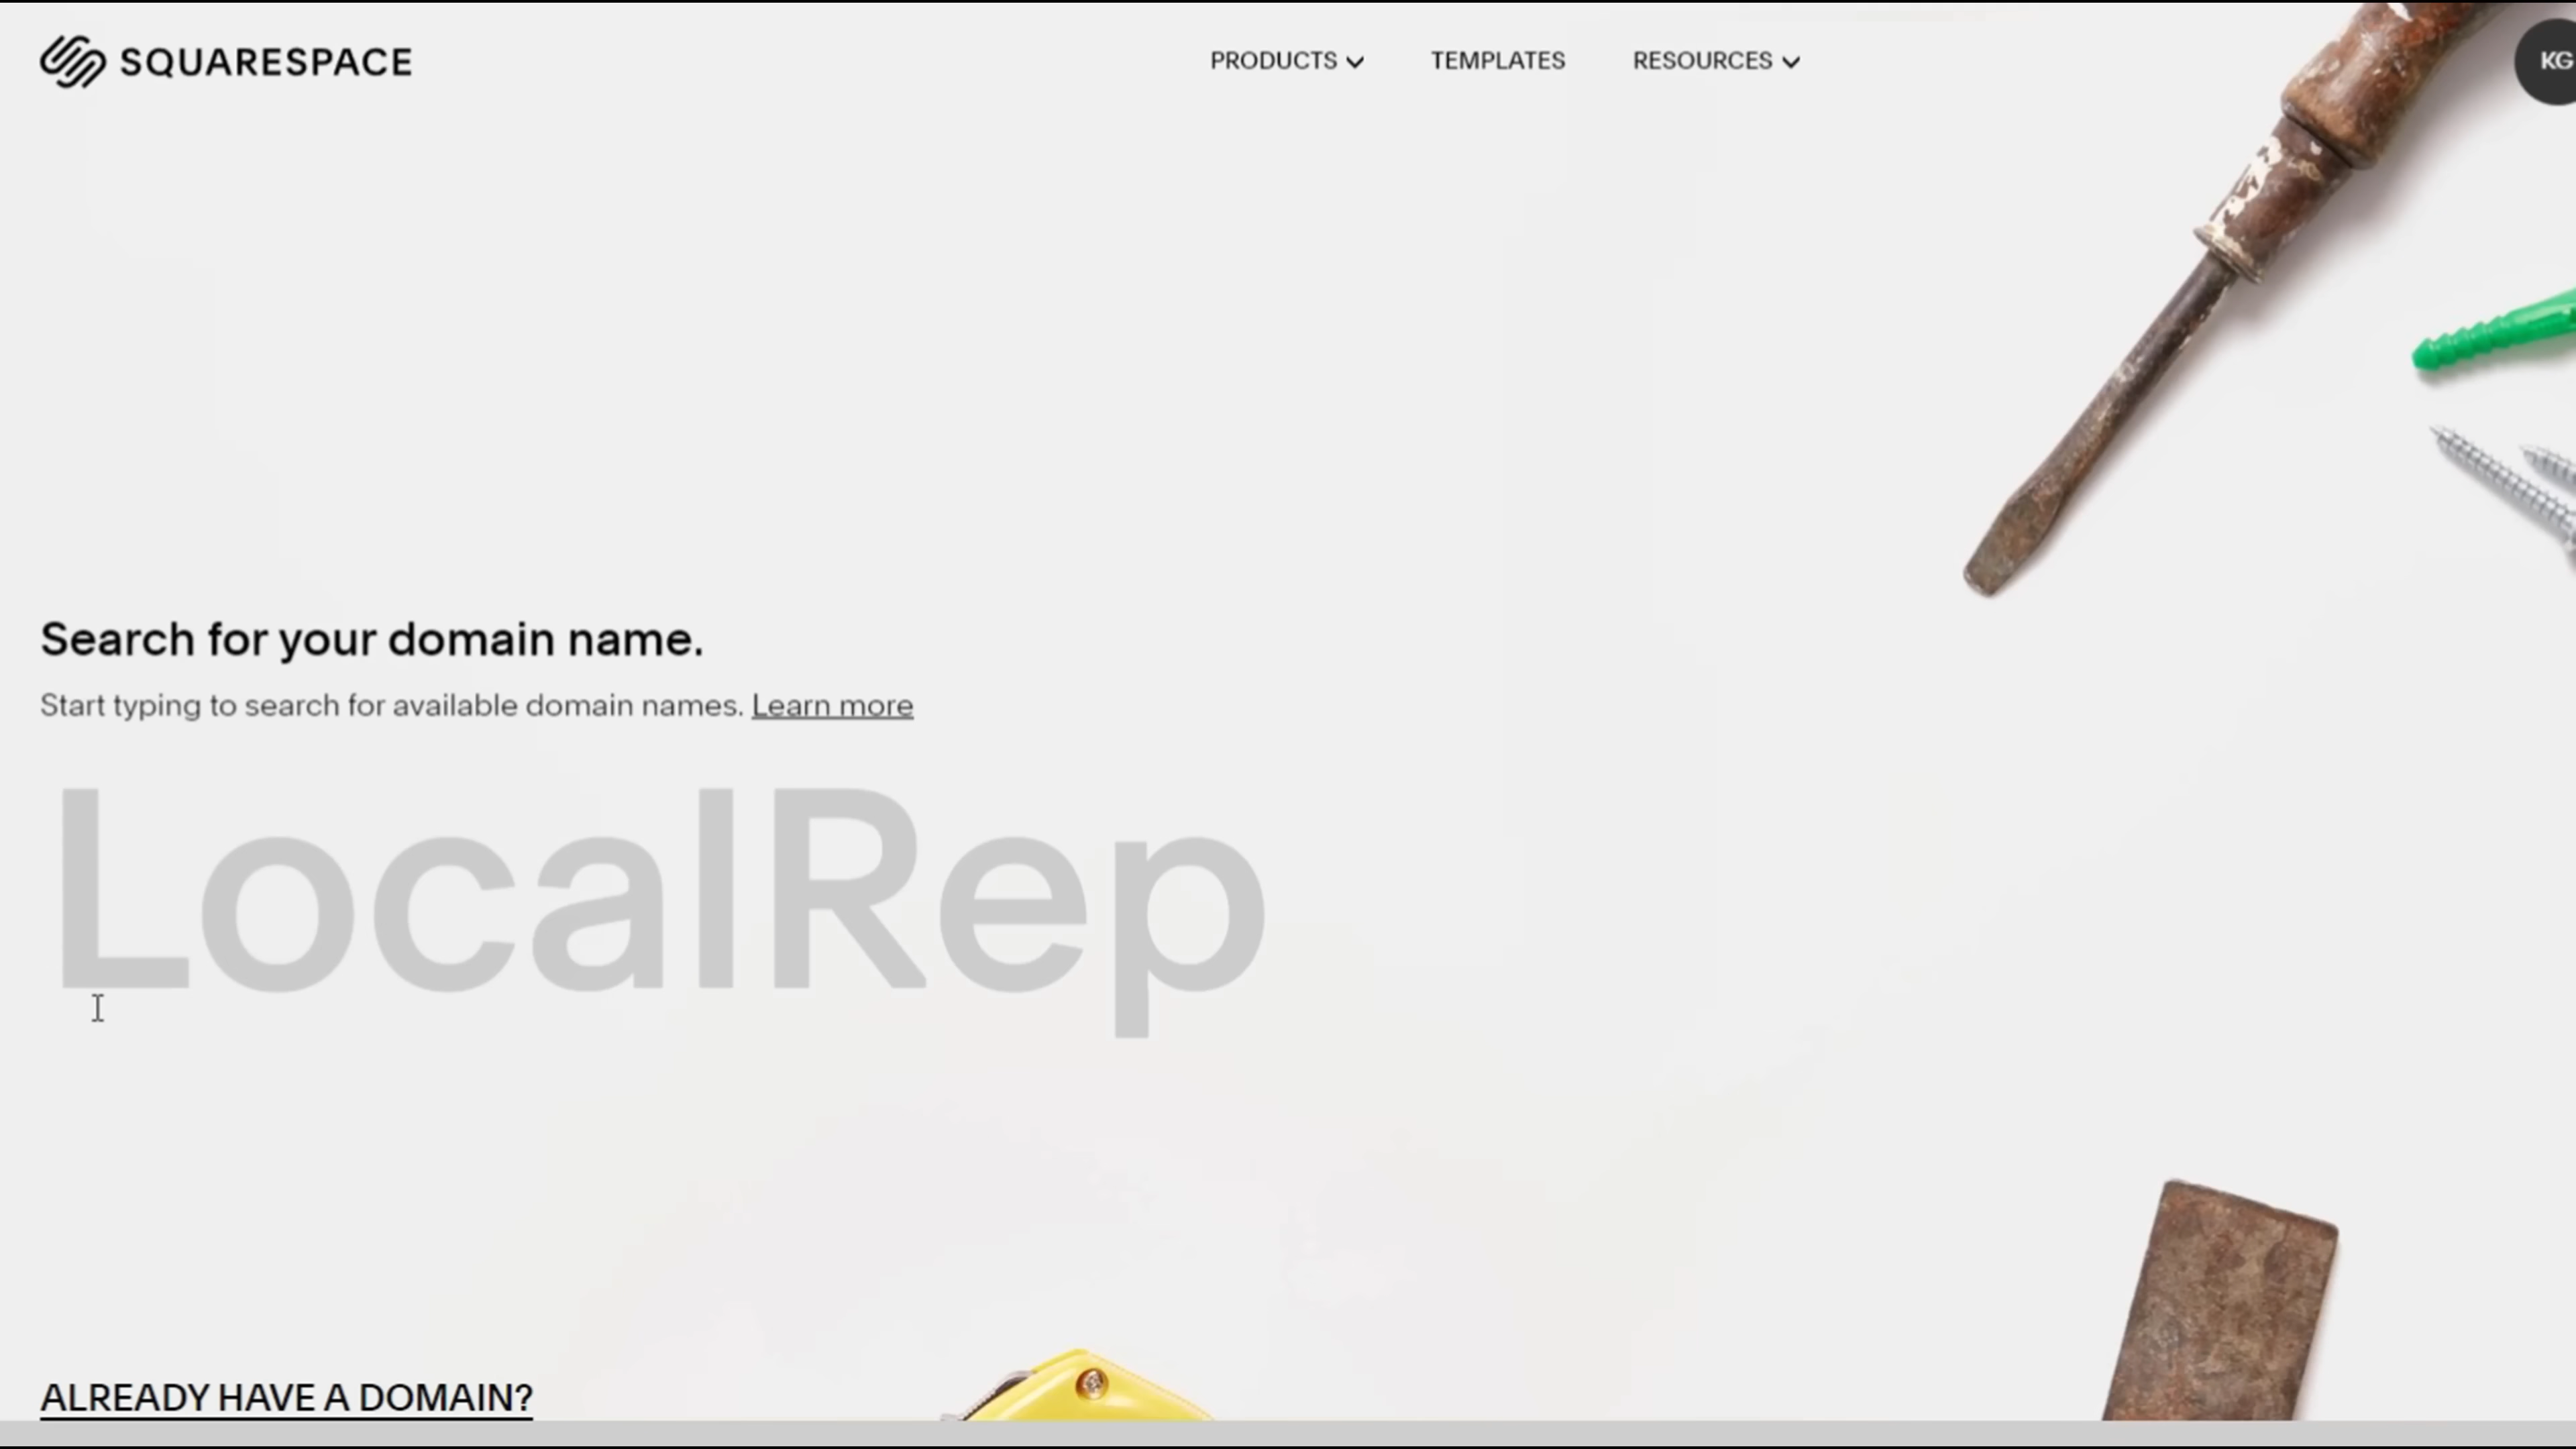 SQUARESPACE
PRODUCTS
TEMPLATES
RESOURCES
KG
Search for your domain name.
Start typing to search for available domain names. Learn more
LocalRep
ALREADY HAVE A DOMAIN?